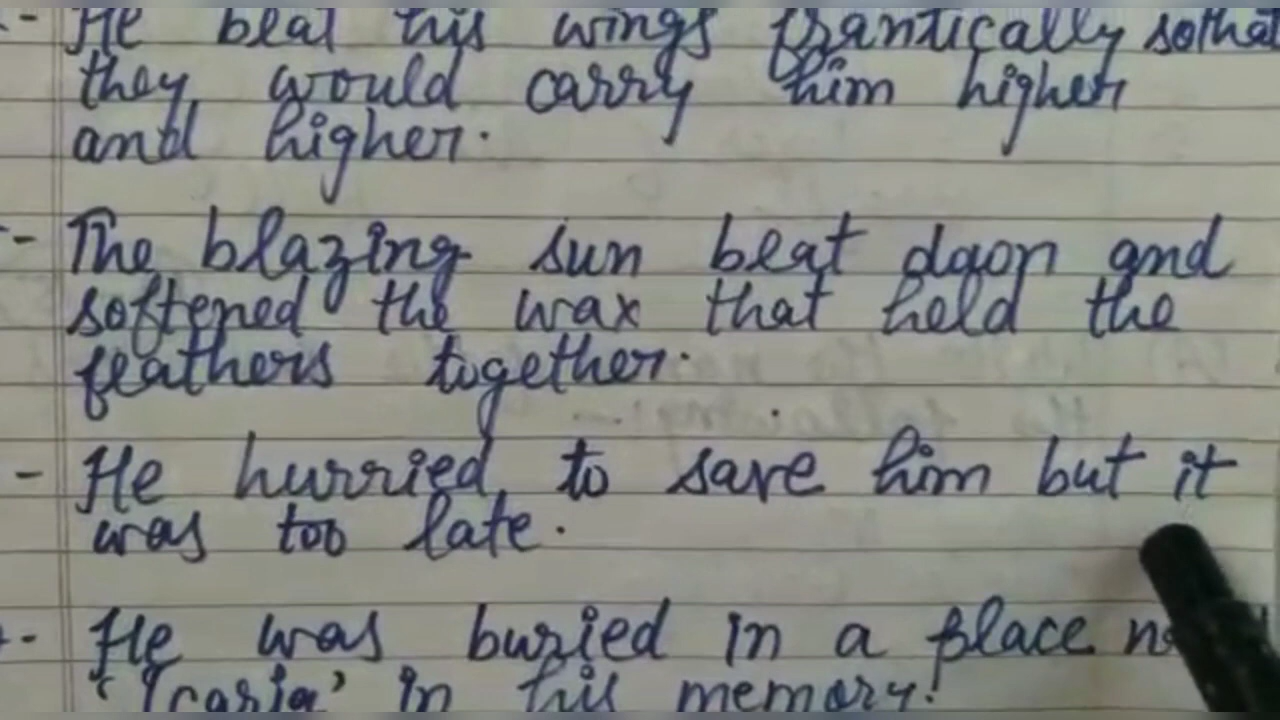 - He beat his wings frantically so that
they would carry him higher
and higher.
- The blazing sun beat down and
softened the wax that held the
feathers together.
- He hurried to save him but it
was too late.
- He was buried in a place
'Icaria' in his memory.